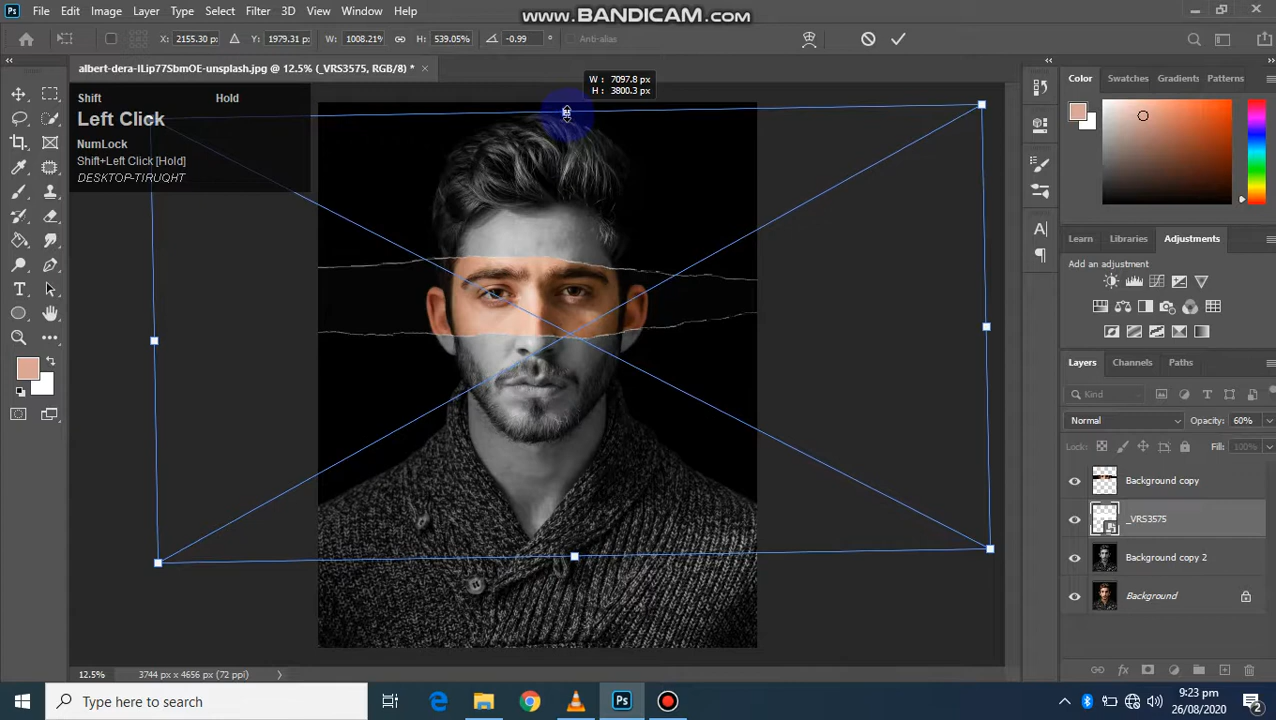 www.BANDICAM.com
Ps File Edit Image Layer Type Select Filter 3D View Window Help
X: 2155.30 px Y: 1979.31 px W: 1008.21% H: 539.05% -0.99 ° Anti-alias
albert-dera-ILip77SbmOE-unsplash.jpg @ 12.5% (_VRS3575, RGB/8) * ×
W : 7097.8 px
H : 3800.3 px
Shift Hold
Left Click
NumLock
Shift+Left Click [Hold]
DESKTOP-TIRUQHT
Color Swatches Gradients Patterns
Learn Libraries Adjustments
Add an adjustment
Layers Channels Paths
Kind
Normal Opacity: 60%
Lock: Fill: 100%
Background copy
_VRS3575
Background copy 2
Background
12.5% 3744 px x 4656 px (72 ppi)
Type here to search
Ps
9:23 pm
26/08/2020
2